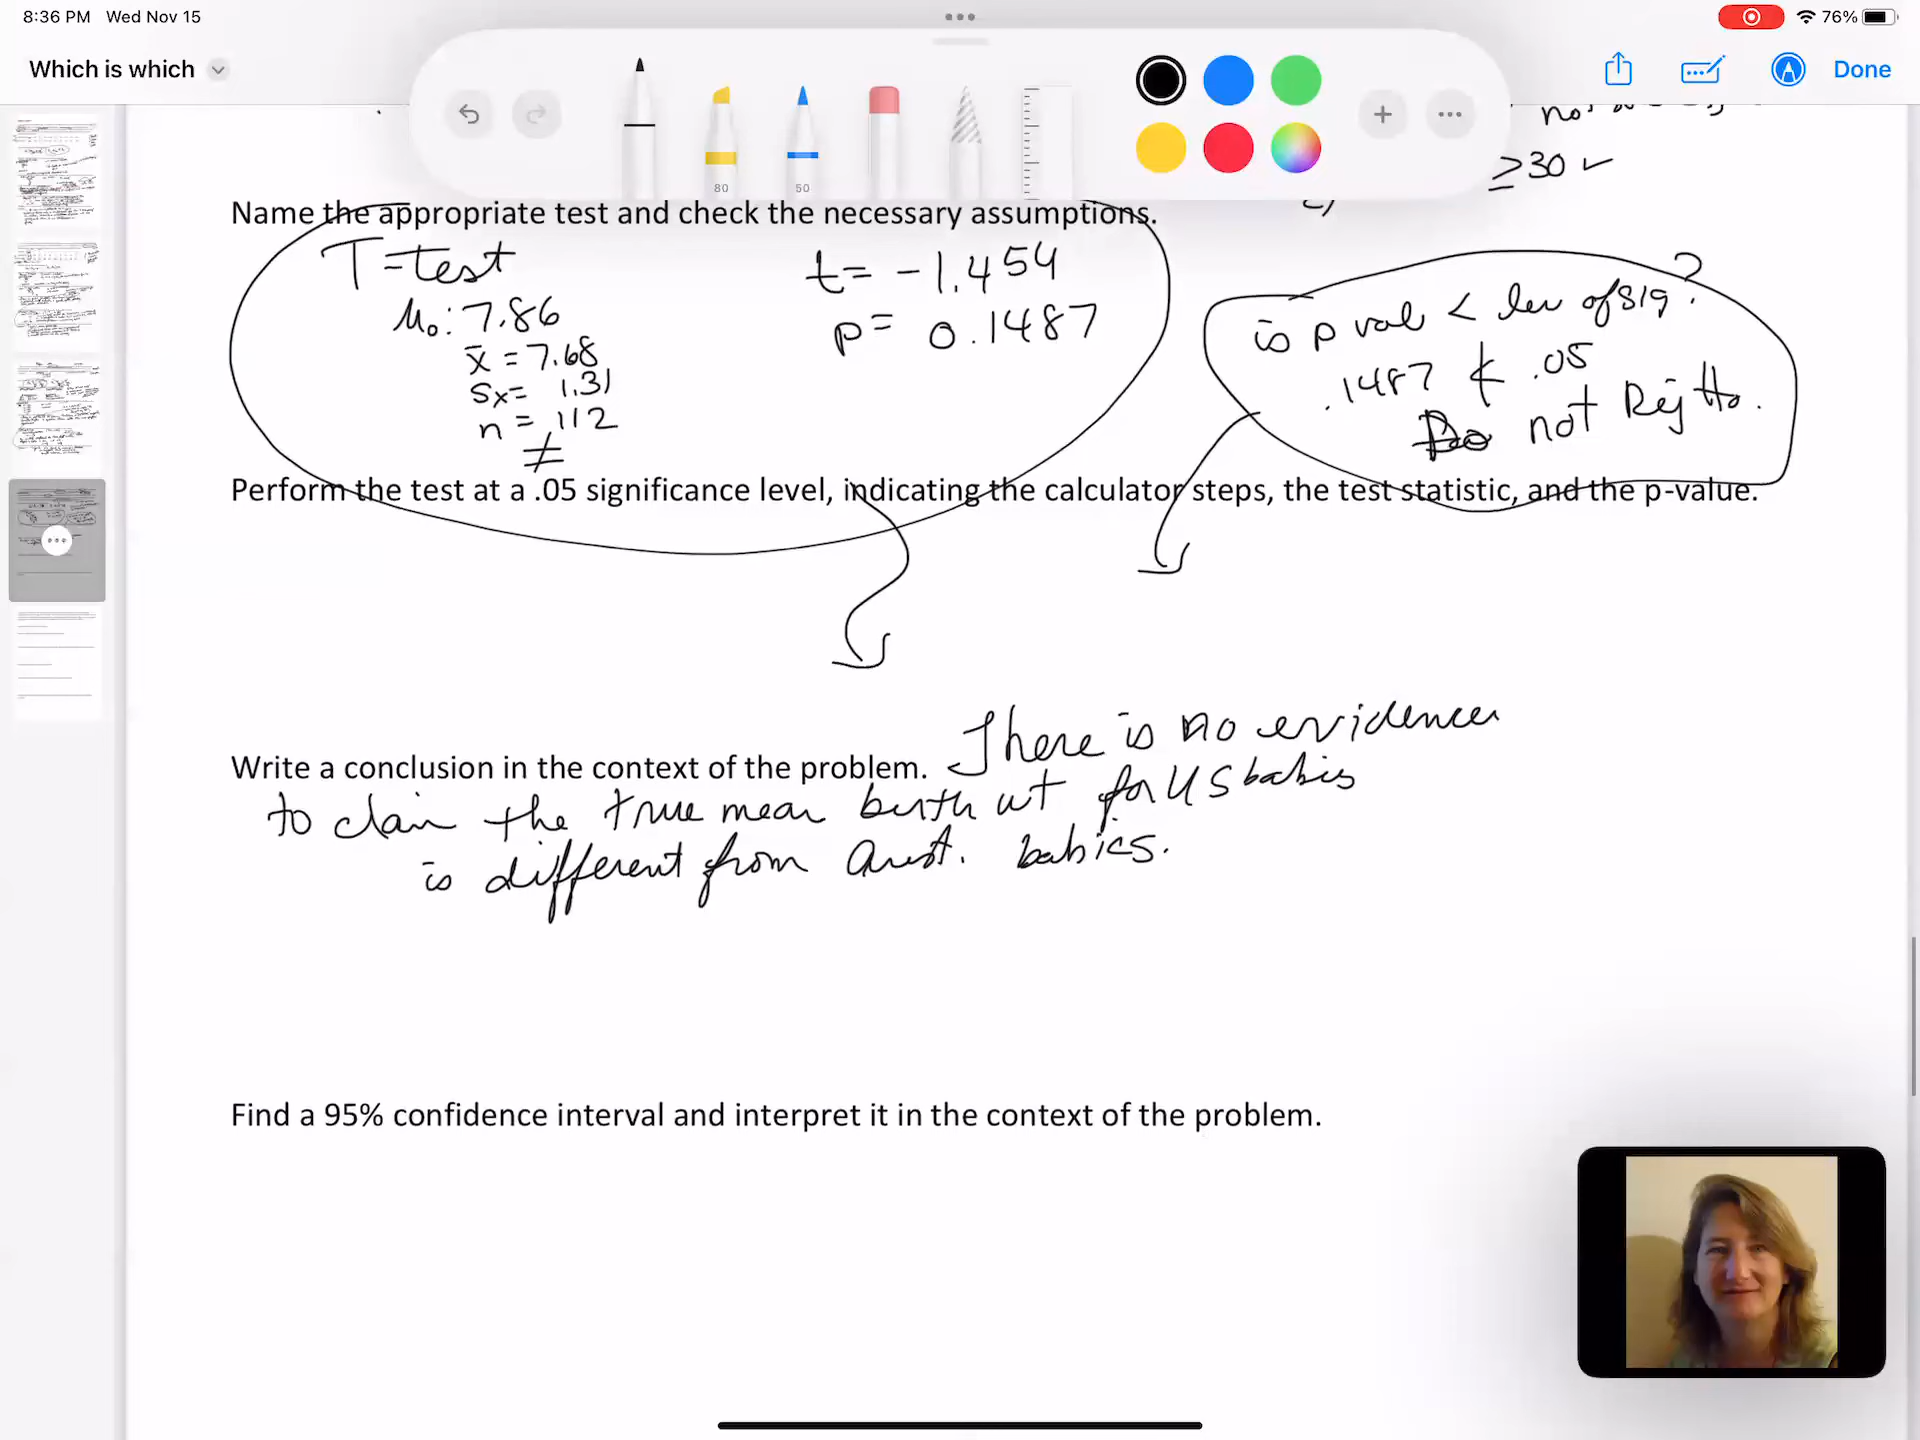 8:36 PM Wed Nov 15
76%
Which is which
Done
80
50
≥30 ✓
c)
Name the appropriate test and check the necessary assumptions.
T-test
t= -1.454
μ₀: 7.86
p= 0.1487
x̄ = 7.68
Sx= 1.31
n = 112
≠
is p val < lev of sig?
.1487 ≮ .05
Do not Rej Ho.
Perform the test at a .05 significance level, indicating the calculator steps, the test statistic, and the p-value.
Write a conclusion in the context of the problem. There is no evidence
to claim the true mean birth wt for US babies
is different from Aust. babies.
Find a 95% confidence interval and interpret it in the context of the problem.